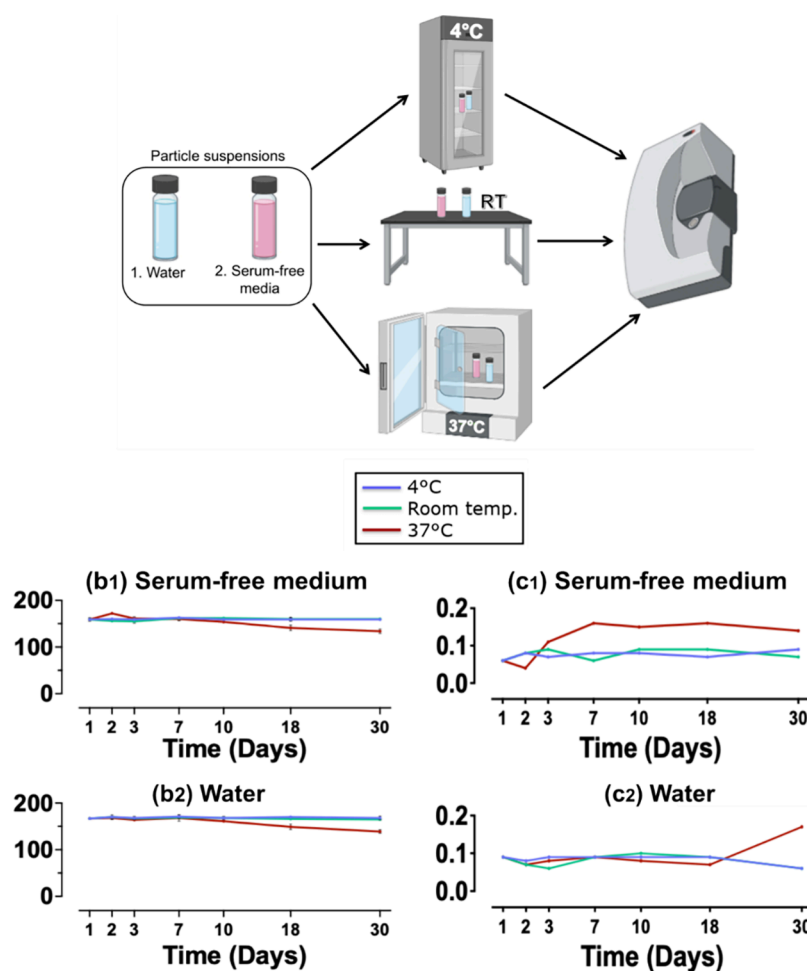 4°C
Particle suspensions
RT
1. Water
2. Serum-free
media
37°C
4°C
Room temp.
37°C
(b1) Serum-free medium
200
150
0
1 2 3 7 10 18 30
Time (Days)
(c1) Serum-free medium
0.2
0.1
0.0
1 2 3 7 10 18 30
Time (Days)
(b2) Water
200
150
0
1 2 3 7 10 18 30
Time (Days)
(c2) Water
0.2
0.1
0.0
1 2 3 7 10 18 30
Time (Days)